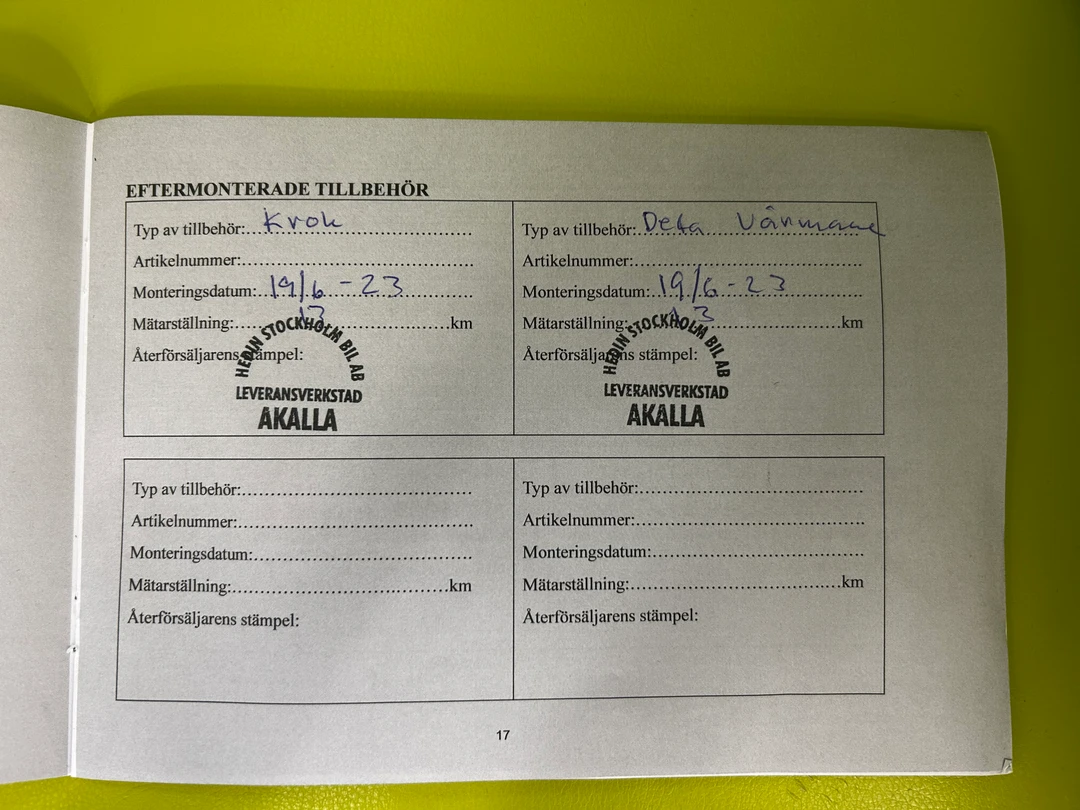 EFTERMONTERADE TILLBEHÖR
Typ av tillbehör: Krok
Artikelnummer:
Monteringsdatum: 19/6-23
Mätarställning: 13 km
Återförsäljarens stämpel:
HEDIN STOCKHOLM BIL AB
LEVERANSVERKSTAD
AKALLA
Typ av tillbehör: Defa
Artikelnummer:
Monteringsdatum: 19/6-23
Mätarställning: 13 km
Återförsäljarens stämpel:
HEDIN STOCKHOLM BIL AB
LEVERANSVERKSTAD
AKALLA
Typ av tillbehör:
Artikelnummer:
Monteringsdatum:
Mätarställning: km
Återförsäljarens stämpel:
Typ av tillbehör:
Artikelnummer:
Monteringsdatum:
Mätarställning: km
Återförsäljarens stämpel:
17